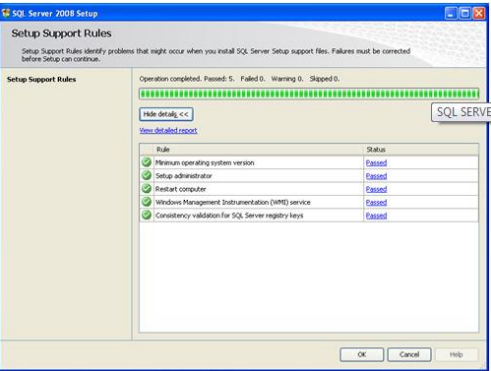 SQL Server 2008 Setup
Setup Support Rules
Setup Support Rules identify problems that might occur when you install SQL Server Setup support files. Failures must be corrected
before Setup can continue.
Setup Support Rules
Operation completed. Passed: 5. Failed 0. Warning 0. Skipped 0.
SQL SERVE
Hide details <<
View detailed report
Rule Status
Minimum operating system version Passed
Setup administrator Passed
Restart computer Passed
Windows Management Instrumentation (WMI) service Passed
Consistency validation for SQL Server registry keys Passed
OK Cancel Help